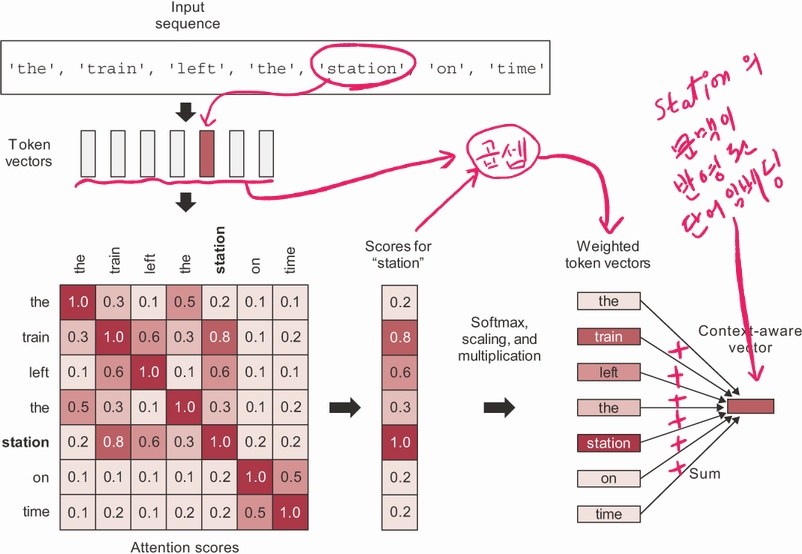 Input
sequence
'the', 'train', 'left', 'the', 'station', 'on', 'time'
Token
vectors
곱셈
Station 의
문맥이
반영된
단어 임베딩
the train left the station on time
the 1.0 0.3 0.1 0.5 0.2 0.1 0.1
train 0.3 1.0 0.6 0.3 0.8 0.1 0.2
left 0.1 0.6 1.0 0.1 0.6 0.1 0.1
the 0.5 0.3 0.1 1.0 0.3 0.1 0.2
station 0.2 0.8 0.6 0.3 1.0 0.2 0.2
on 0.1 0.1 0.1 0.1 0.2 1.0 0.5
time 0.1 0.2 0.1 0.2 0.2 0.5 1.0
Attention scores
Scores for
"station"
0.2
0.8
0.6
0.3
1.0
0.2
0.2
Softmax,
scaling, and
multiplication
Weighted
token vectors
the
train
left
the
station
on
time
+
+
+
+
+
+
Sum
Context-aware
vector